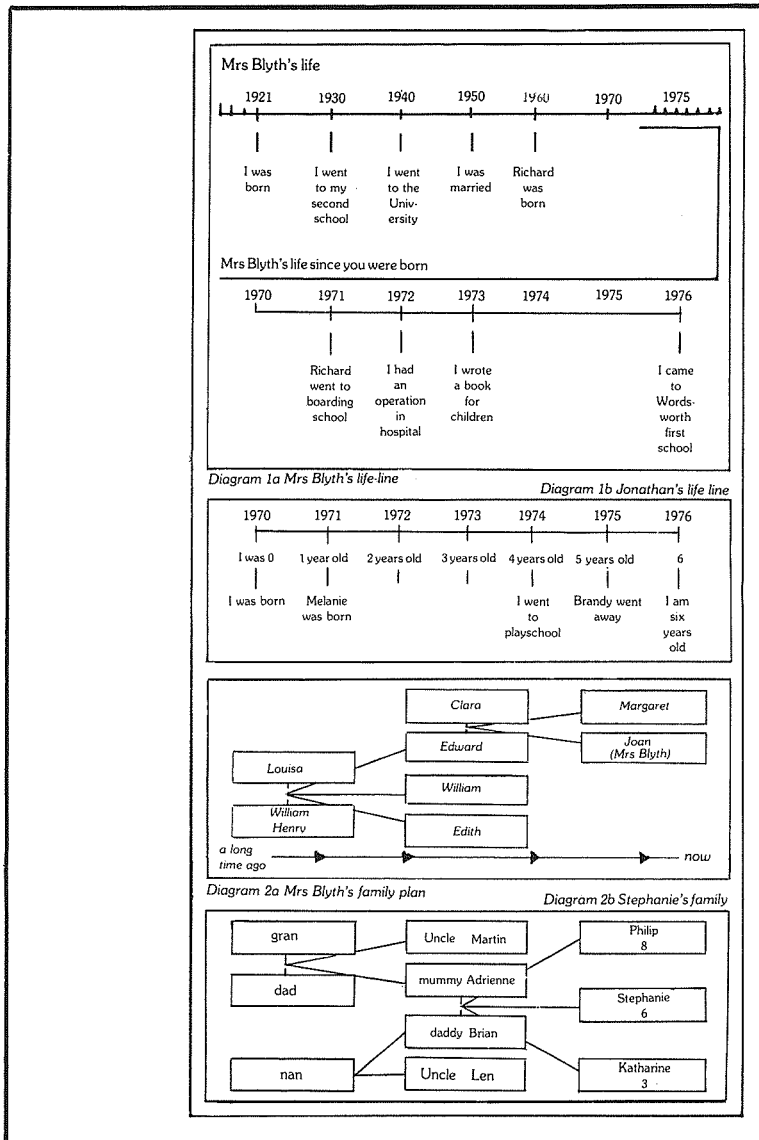 Mrs Blyth's life
1921 1930 1940 1950 1960 1970 1975
I was
born
I went
to my
second
school
I went
to the
Univ-
ersity
I was
married
Richard
was
born
Mrs Blyth's life since you were born
1970 1971 1972 1973 1974 1975 1976
Richard
went to
boarding
school
I had
an
operation
in
hospital
I wrote
a book
for
children
I came
to
Words-
worth
first
school
Diagram 1a Mrs Blyth's life-line
Diagram 1b Jonathan's life line
1970 1971 1972 1973 1974 1975 1976
I was 0 1 year old 2 years old 3 years old 4 years old 5 years old 6
I was born
Melanie
was born
I went
to
playschool
Brandy went
away
I am
six
years
old
Clara
Margaret
Edward
Joan
(Mrs Blyth)
Louisa
William
William
Henry
Edith
a long
time ago
now
Diagram 2a Mrs Blyth's family plan
Diagram 2b Stephanie's family
gran
Uncle Martin
Philip
8
dad
mummy Adrienne
Stephanie
6
daddy Brian
nan
Uncle Len
Katharine
3